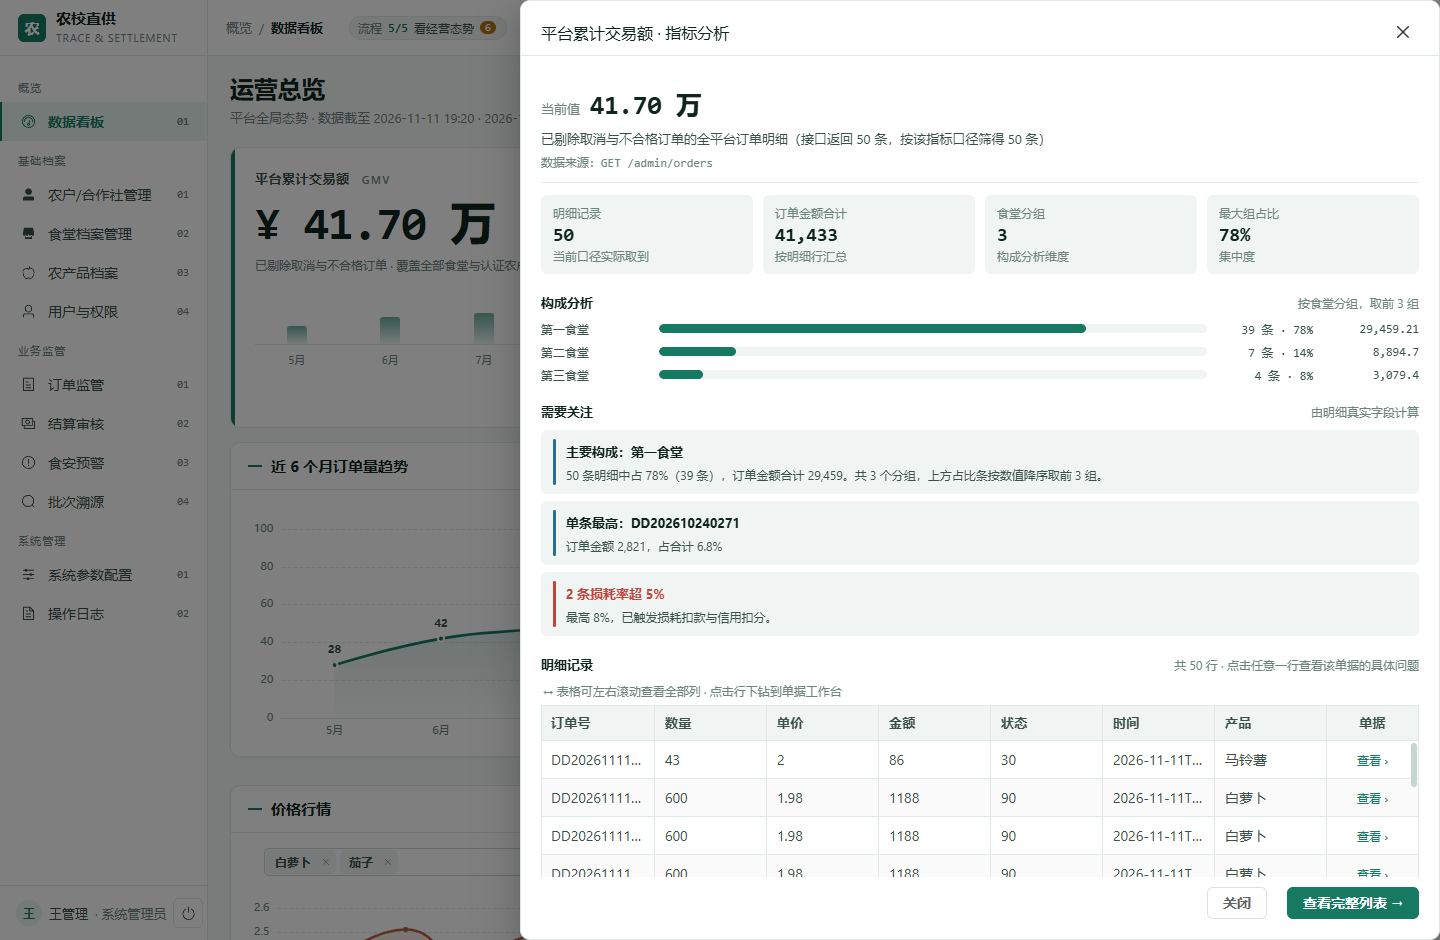 农
农校直供
TRACE & SETTLEMENT
概览
数据看板 01
基础档案
农户/合作社管理 01
食堂档案管理 02
农产品档案 03
用户与权限 04
业务监管
订单监管 01
结算审核 02
食安预警 03
批次溯源 04
系统管理
系统参数配置 01
操作日志 02
王 王管理 · 系统管理员
概览 / 数据看板 流程 5/5 看经营态势 6
运营总览
平台全局态势 · 数据截至 2026-11-11 19:20 · 2026-
平台累计交易额 GMV
¥ 41.70 万
已剔除取消与不合格订单 · 覆盖全部食堂与认证农
5月 6月 7月
近 6 个月订单量趋势
100
80
60
40
20
0
28
42
5月 6月
价格行情
白萝卜 × 茄子 ×
2.6
2.5
平台累计交易额 · 指标分析
当前值 41.70 万
已剔除取消与不合格订单的全平台订单明细（接口返回 50 条，按该指标口径筛得 50 条）
数据来源：GET /admin/orders
明细记录
50
当前口径实际取到
订单金额合计
41,433
按明细行汇总
食堂分组
3
构成分析维度
最大组占比
78%
集中度
构成分析 按食堂分组，取前 3 组
第一食堂 39 条 · 78% 29,459.21
第二食堂 7 条 · 14% 8,894.7
第三食堂 4 条 · 8% 3,079.4
需要关注 由明细真实字段计算
主要构成：第一食堂
50 条明细中占 78%（39 条），订单金额合计 29,459。共 3 个分组，上方占比条按数值降序取前 3 组。
单条最高：DD202610240271
订单金额 2,821，占合计 6.8%
2 条损耗率超 5%
最高 8%，已触发损耗扣款与信用扣分。
明细记录 共 50 行 · 点击任意一行查看该单据的具体问题
↔ 表格可左右滚动查看全部列 · 点击行下钻到单据工作台
订单号 数量 单价 金额 状态 时间 产品 单据
DD20261111... 43 2 86 30 2026-11-11T... 马铃薯 查看 ›
DD20261111... 600 1.98 1188 90 2026-11-11T... 白萝卜 查看 ›
DD20261111... 600 1.98 1188 90 2026-11-11T... 白萝卜 查看 ›
DD20261111... 600 1.98 1188 90 2026-11-11T... 白萝卜 查看 ›
关闭 查看完整列表 →